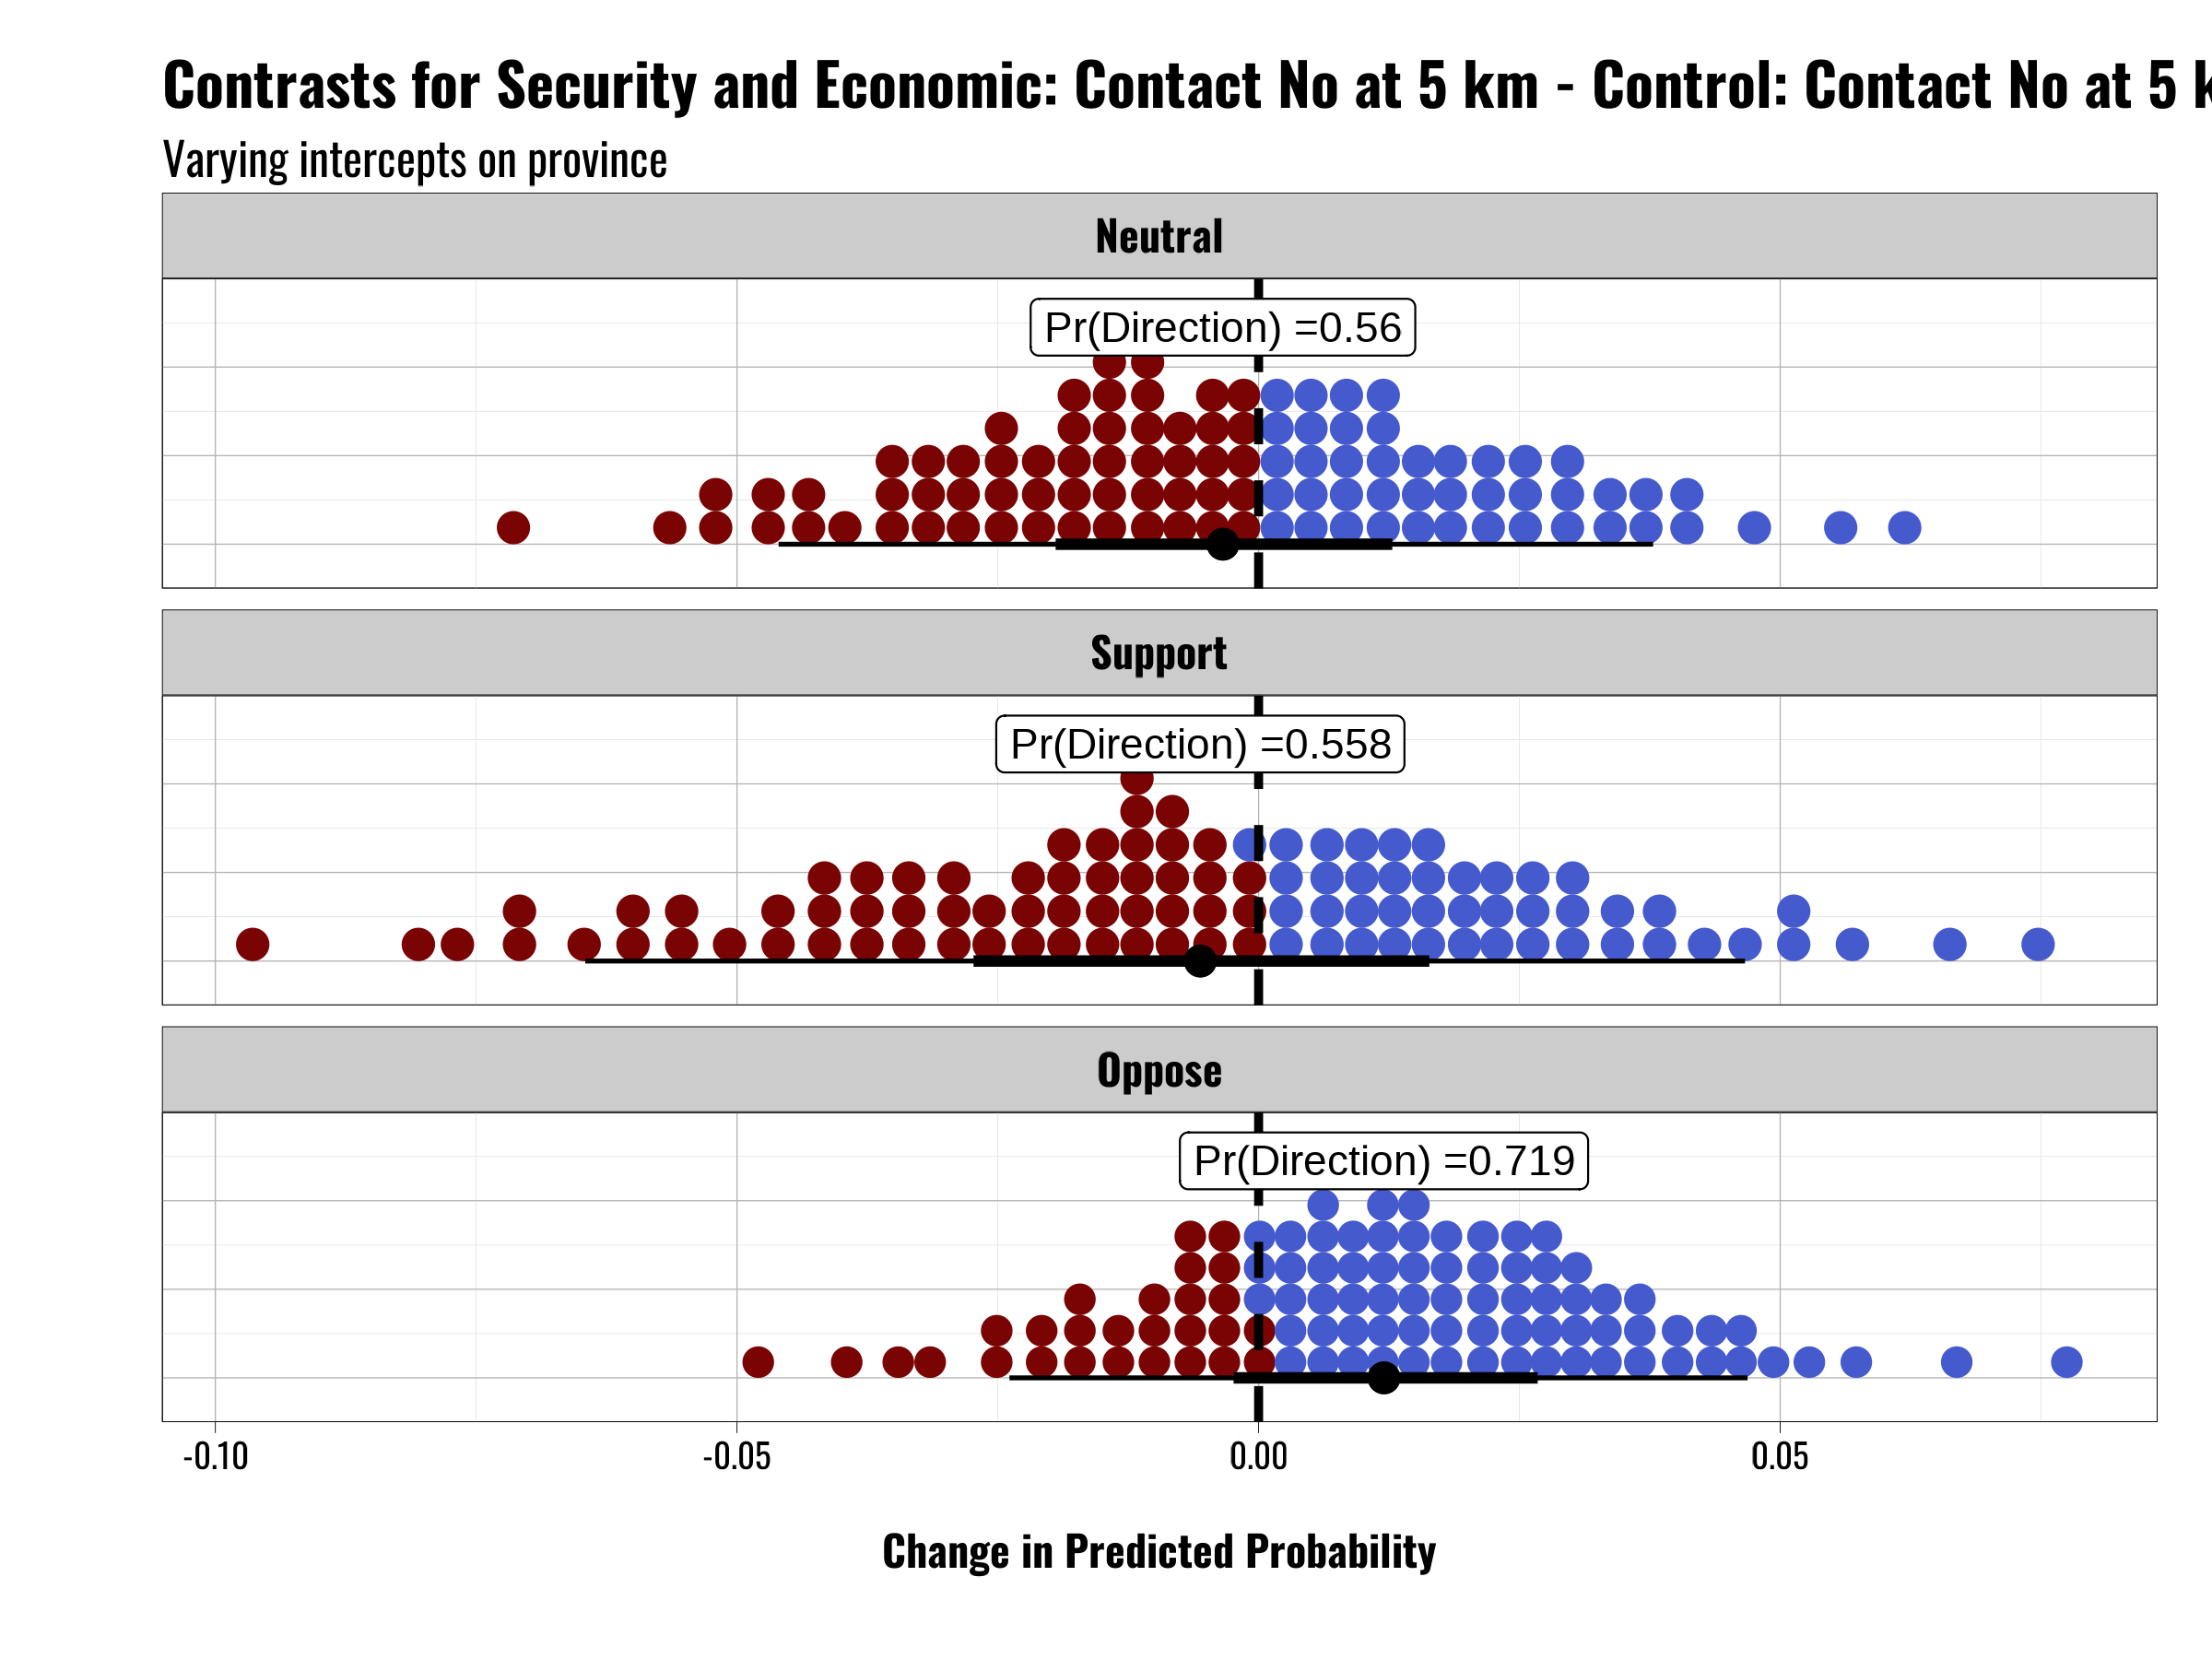 Contrasts for Security and Economic: Contact No at 5 km - Control: Contact No at 5 k
Varying intercepts on province
Neutral
Pr(Direction) =0.56
Support
Pr(Direction) =0.558
Oppose
Pr(Direction) =0.719
-0.10 -0.05 0.00 0.05
Change in Predicted Probability